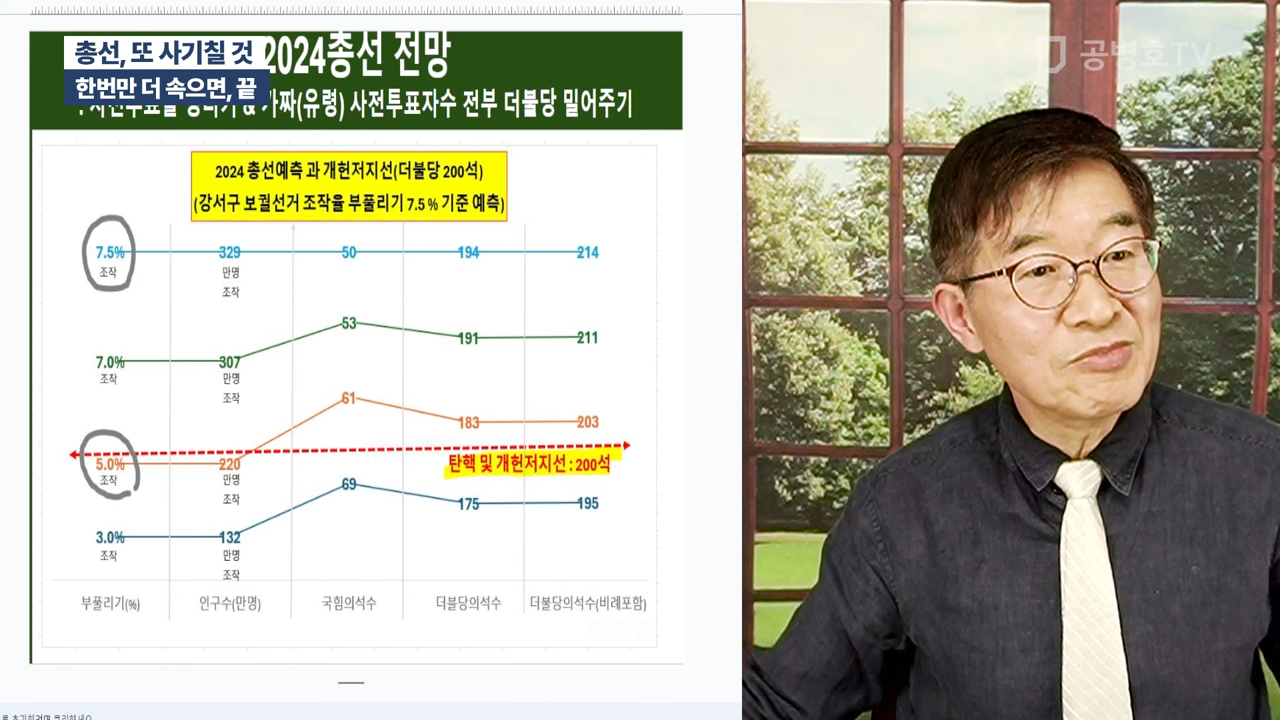 총선, 또 사기칠 것
한번만 더 속으면, 끝
2024총선 전망
가짜(유령) 사전투표자수 전부 더불당 밀어주기
공병호TV
2024 총선예측 과 개헌저지선(더불당 200석)
(강서구 보궐선거 조작율 부풀리기 7.5 % 기준 예측)
7.5% 329 50 194 214
조작 만명
조작
53
191 211
7.0% 307
조작 만명
조작
61
183 203
5.0% 220 탄핵 및 개헌저지선 : 200석
조작 만명
조작
69
175 195
3.0% 132
조작 만명
조작
부풀리기(%) 인구수(만명) 국힘의석수 더블당의석수 더불당의석수(비례포함)